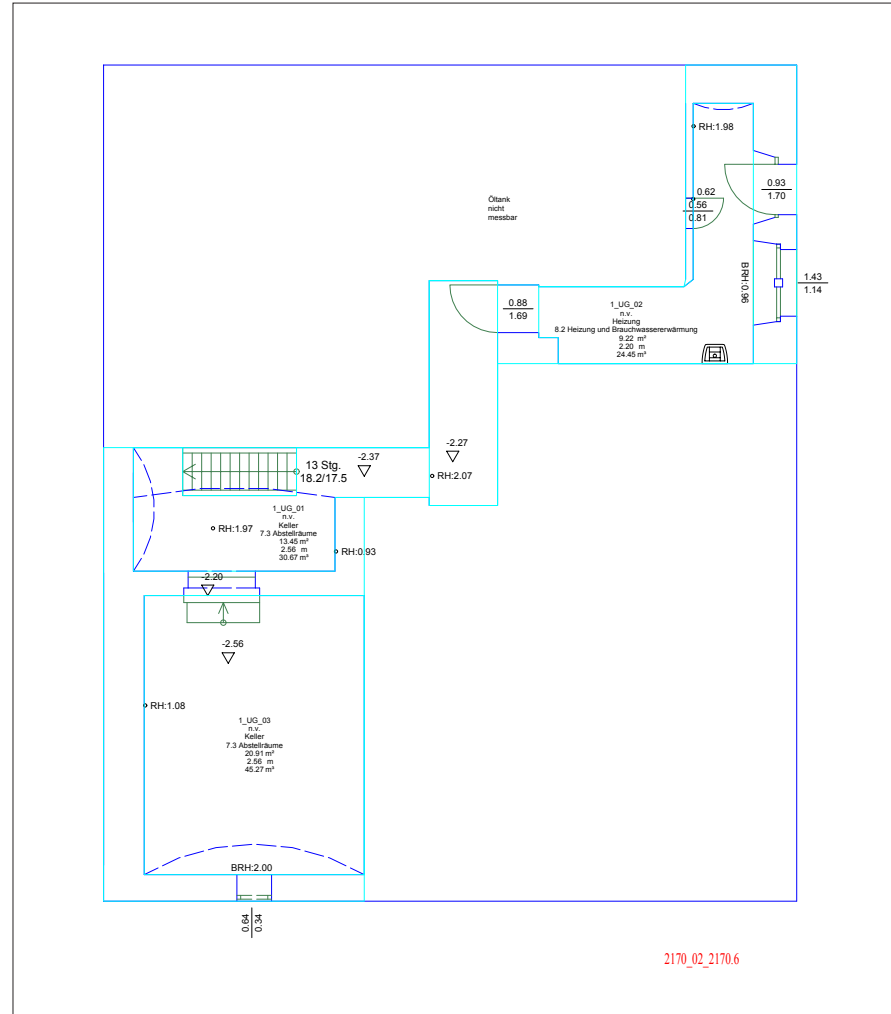 RH:1.98
0.62
0.56
0.81
0.93
1.70
Öltank
nicht
messbar
BRH:0.96
1.43
1.14
0.88
1.69
1_UG_02
n.v.
Heizung
8.2 Heizung und Brauchwassererwärmung
9.22 m²
2.20 m
24.45 m³
-2.27
-2.37
13 Stg.
18.2/17.5
RH:2.07
1_UG_01
n.v.
Keller
7.3 Abstellräume
13.45 m²
2.56 m
30.67 m³
RH:1.97
RH:0.93
-2.20
-2.56
RH:1.08
1_UG_03
n.v.
Keller
7.3 Abstellräume
20.91 m²
2.56 m
45.27 m³
BRH:2.00
0.64
0.34
2170_02_2170.6